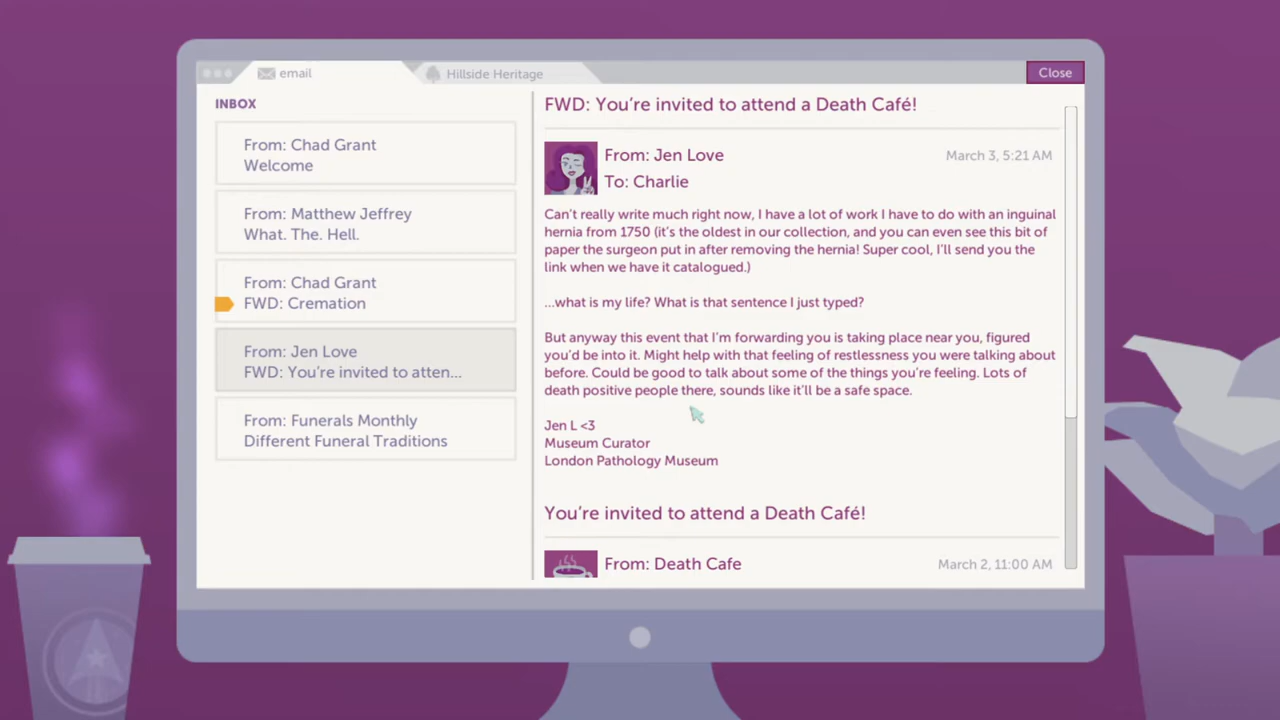 email
Hillside Heritage
Close
INBOX
From: Chad Grant
Welcome
From: Matthew Jeffrey
What. The. Hell.
From: Chad Grant
FWD: Cremation
From: Jen Love
FWD: You're invited to atten...
From: Funerals Monthly
Different Funeral Traditions
FWD: You're invited to attend a Death Café!
From: Jen Love
March 3, 5:21 AM
To: Charlie
Can't really write much right now, I have a lot of work I have to do with an inguinal
hernia from 1750 (it's the oldest in our collection, and you can even see this bit of
paper the surgeon put in after removing the hernia! Super cool, I'll send you the
link when we have it catalogued.)
...what is my life? What is that sentence I just typed?
But anyway this event that I'm forwarding you is taking place near you, figured
you'd be into it. Might help with that feeling of restlessness you were talking about
before. Could be good to talk about some of the things you're feeling. Lots of
death positive people there, sounds like it'll be a safe space.
Jen L <3
Museum Curator
London Pathology Museum
You're invited to attend a Death Café!
From: Death Cafe
March 2, 11:00 AM